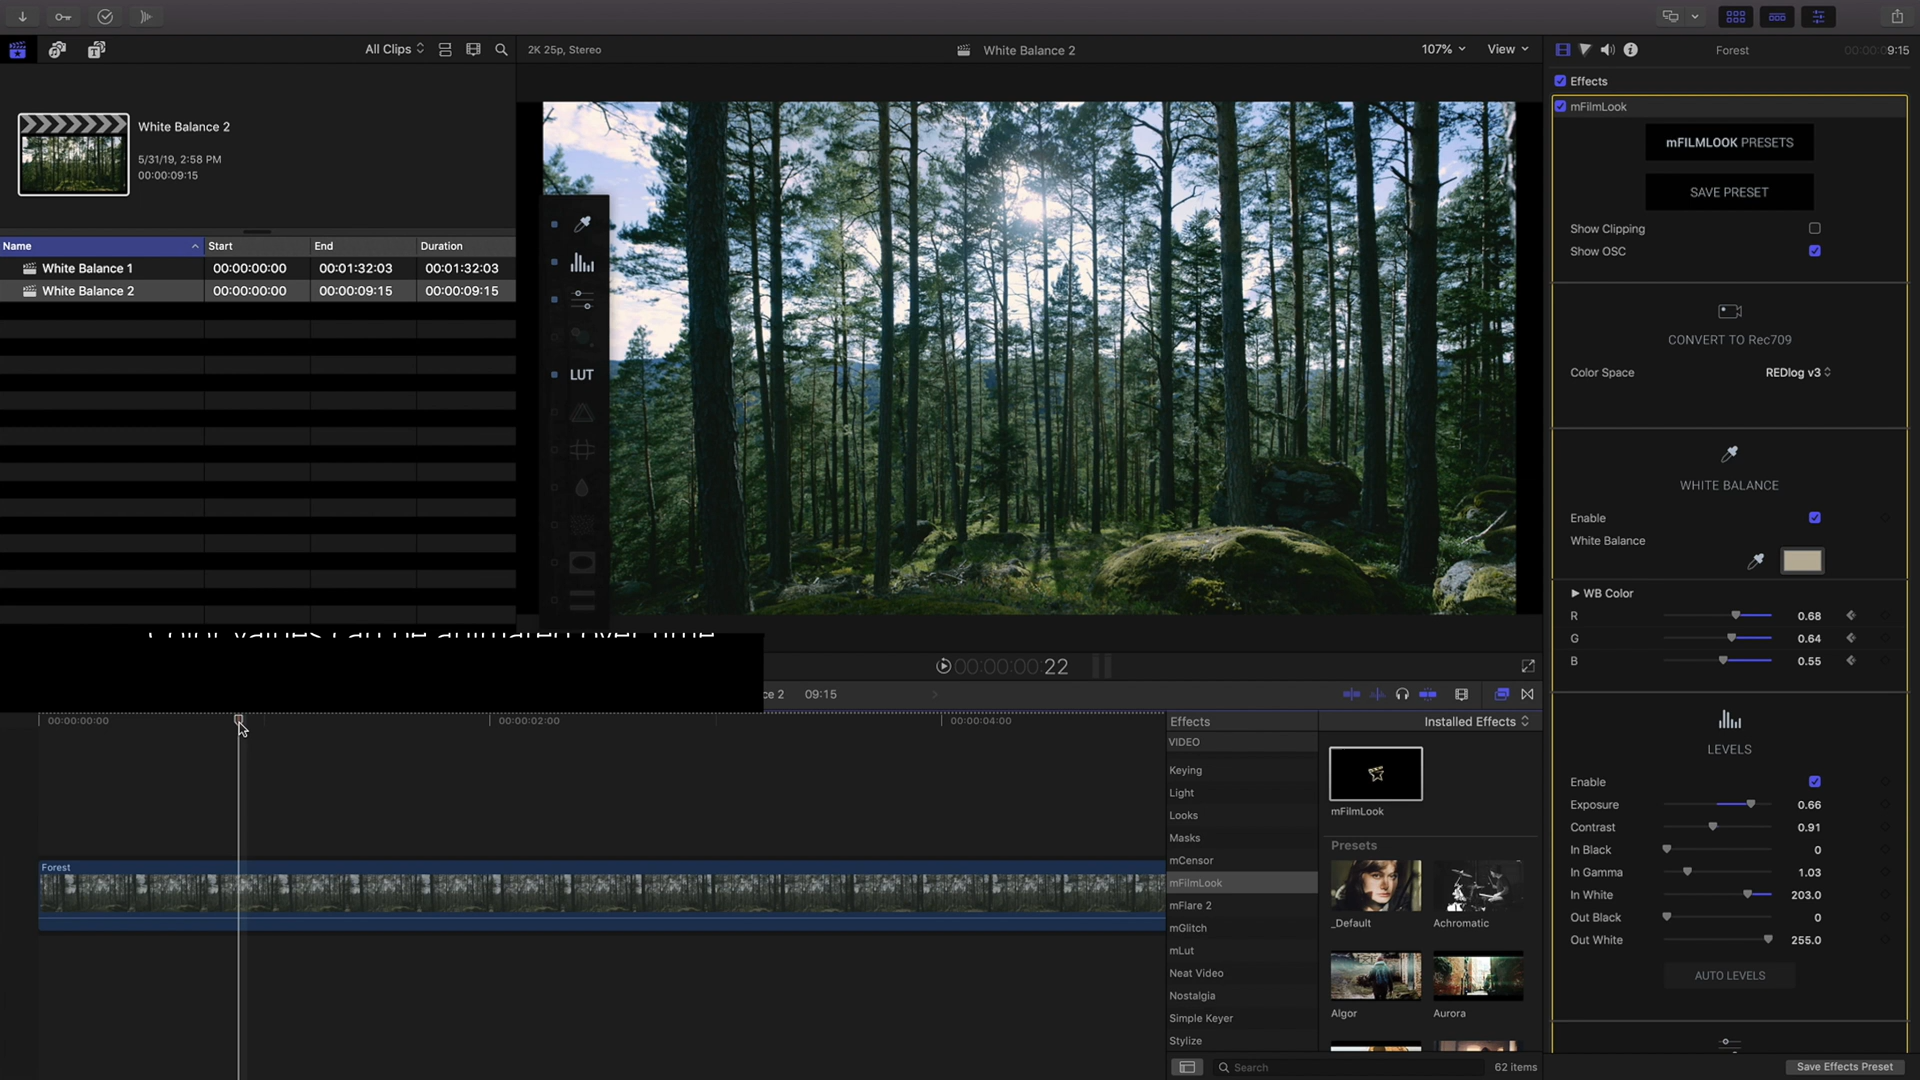 All Clips
2K 25p, Stereo
White Balance 2
107%
View
Forest
00:00:09:15
Effects
White Balance 2
5/31/19, 2:58 PM
00:00:09:15
mFilmLook
mFILMLOOK PRESETS
SAVE PRESET
Show Clipping
Show OSC
Name Start End Duration
White Balance 1 00:00:00:00 00:01:32:03 00:01:32:03
White Balance 2 00:00:00:00 00:00:09:15 00:00:09:15
LUT
CONVERT TO Rec709
Color Space REDlog v3
WHITE BALANCE
Enable
White Balance
WB Color
R 0.68
G 0.64
B 0.55
Color values can be animated over time
00:00:00:22
ce 2 09:15
00:00:00:00
00:00:02:00
00:00:04:00
Forest
Effects
Installed Effects
VIDEO
Keying
Light
Looks
Masks
mCensor
mFilmLook
mFlare 2
mGlitch
mLut
Neat Video
Nostalgia
Simple Keyer
Stylize
mFilmLook
Presets
_Default
Achromatic
Algor
Aurora
Search
62 items
LEVELS
Enable
Exposure 0.66
Contrast 0.91
In Black 0
In Gamma 1.03
In White 203.0
Out Black 0
Out White 255.0
AUTO LEVELS
Save Effects Preset